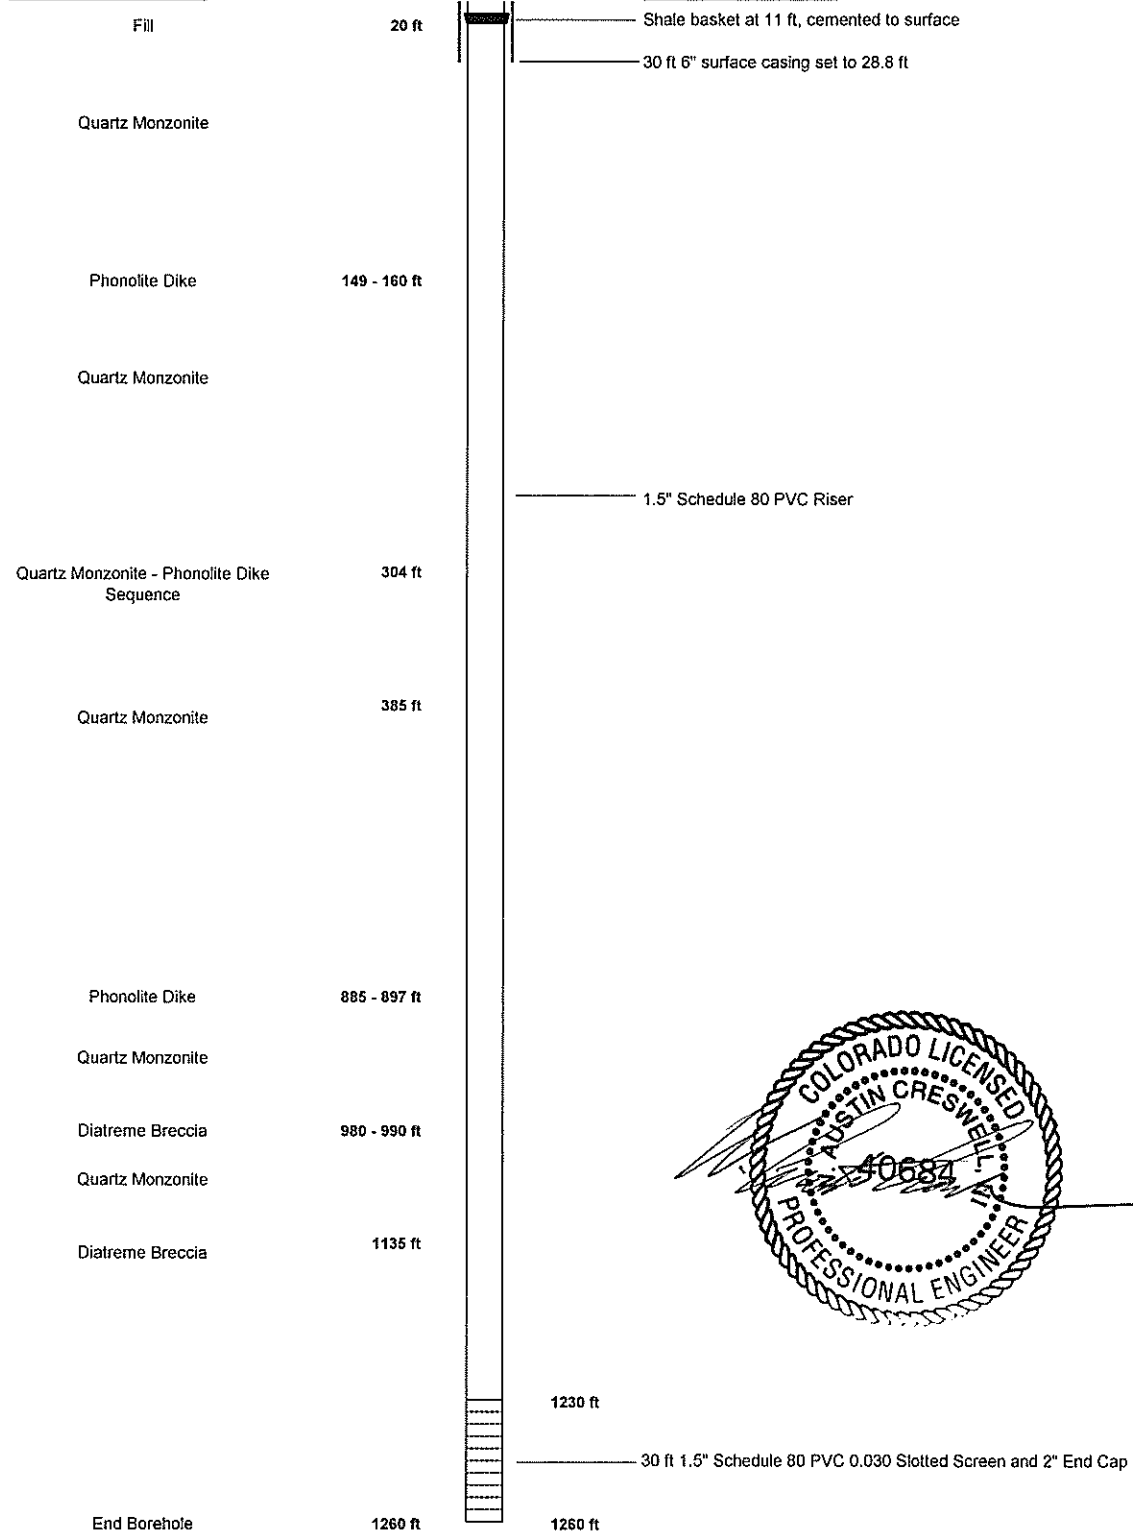 Fill 20 ft Shale basket at 11 ft, cemented to surface
30 ft 6" surface casing set to 28.8 ft
Quartz Monzonite
Phonolite Dike 149 - 160 ft
Quartz Monzonite
1.5" Schedule 80 PVC Riser
Quartz Monzonite - Phonolite Dike 304 ft
Sequence
Quartz Monzonite 385 ft
Phonolite Dike 885 - 897 ft
Quartz Monzonite
Diatreme Breccia 980 - 990 ft
Quartz Monzonite
Diatreme Breccia 1135 ft
COLORADO LICENSED
AUSTIN CRESWELL
40684
PROFESSIONAL ENGINEER
1230 ft
30 ft 1.5" Schedule 80 PVC 0.030 Slotted Screen and 2" End Cap
End Borehole 1260 ft 1260 ft